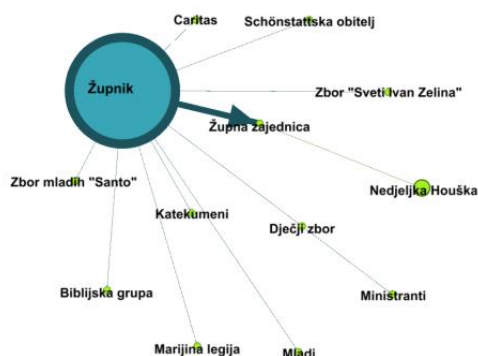 Caritas
Schönstattska obitelj
Župnik
Zbor "Sveti Ivan Zelina"
Župna zajednica
Zbor mladih "Santo"
Nedjeljka Houška
Katekumeni
Dječji zbor
Biblijska grupa
Ministranti
Marijina legija
Mladi